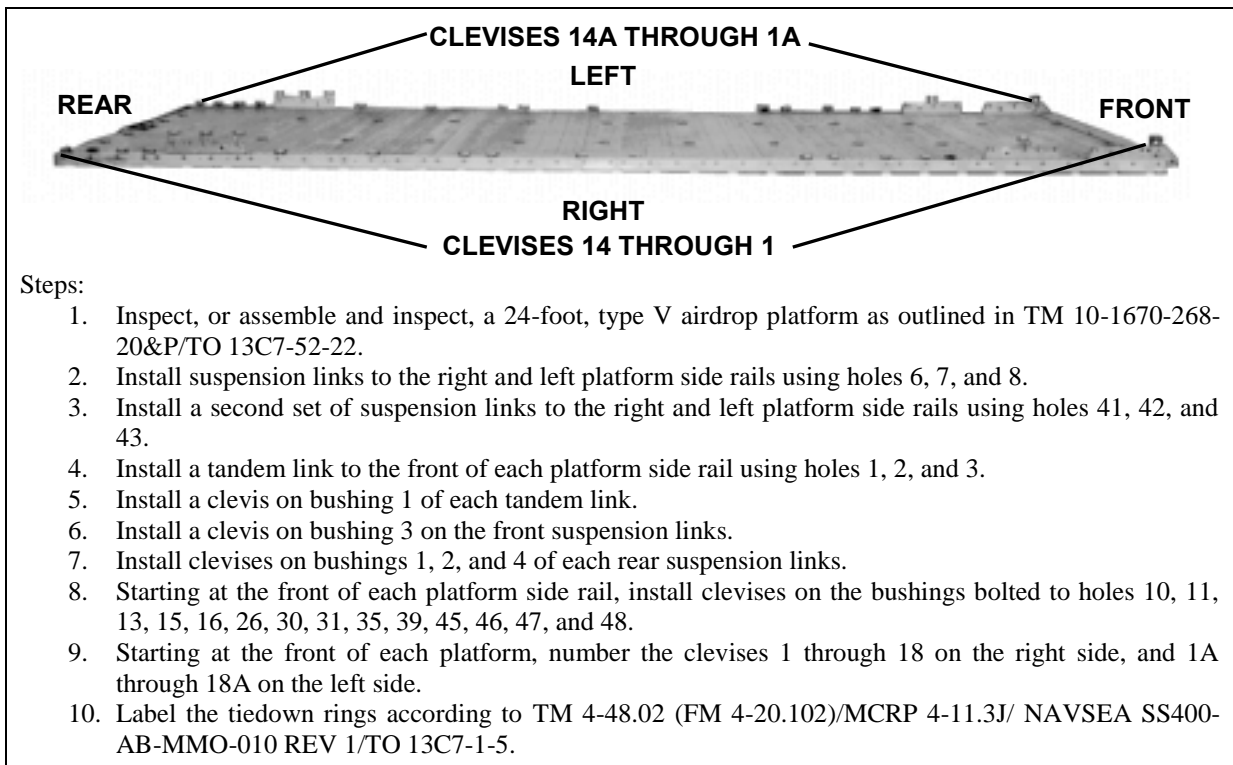 CLEVISES 14A THROUGH 1A
LEFT
REAR
FRONT
RIGHT
CLEVISES 14 THROUGH 1
Steps:
1. Inspect, or assemble and inspect, a 24-foot, type V airdrop platform as outlined in TM 10-1670-268-
20&P/TO 13C7-52-22.
2. Install suspension links to the right and left platform side rails using holes 6, 7, and 8.
3. Install a second set of suspension links to the right and left platform side rails using holes 41, 42, and
43.
4. Install a tandem link to the front of each platform side rail using holes 1, 2, and 3.
5. Install a clevis on bushing 1 of each tandem link.
6. Install a clevis on bushing 3 on the front suspension links.
7. Install clevises on bushings 1, 2, and 4 of each rear suspension links.
8. Starting at the front of each platform side rail, install clevises on the bushings bolted to holes 10, 11,
13, 15, 16, 26, 30, 31, 35, 39, 45, 46, 47, and 48.
9. Starting at the front of each platform, number the clevises 1 through 18 on the right side, and 1A
through 18A on the left side.
10. Label the tiedown rings according to TM 4-48.02 (FM 4-20.102)/MCRP 4-11.3J/ NAVSEA SS400-
AB-MMO-010 REV 1/TO 13C7-1-5.